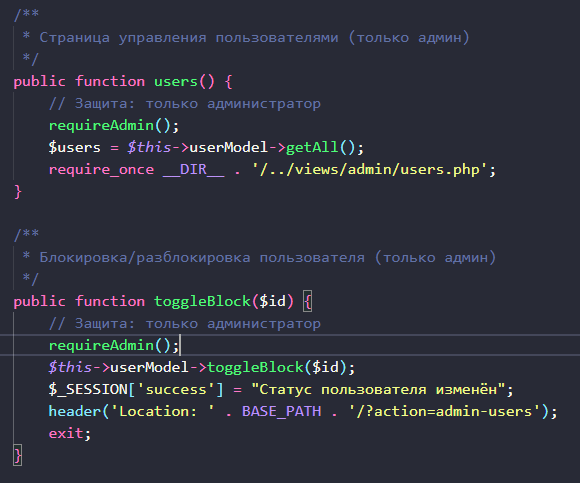 /**
 * Страница управления пользователями (только админ)
 */
public function users() {
    // Защита: только администратор
    requireAdmin();
    $users = $this->userModel->getAll();
    require_once __DIR__ . '/../views/admin/users.php';
}

/**
 * Блокировка/разблокировка пользователя (только админ)
 */
public function toggleBlock($id) {
    // Защита: только администратор
    requireAdmin();
    $this->userModel->toggleBlock($id);
    $_SESSION['success'] = "Статус пользователя изменён";
    header('Location: ' . BASE_PATH . '/?action=admin-users');
    exit;
}